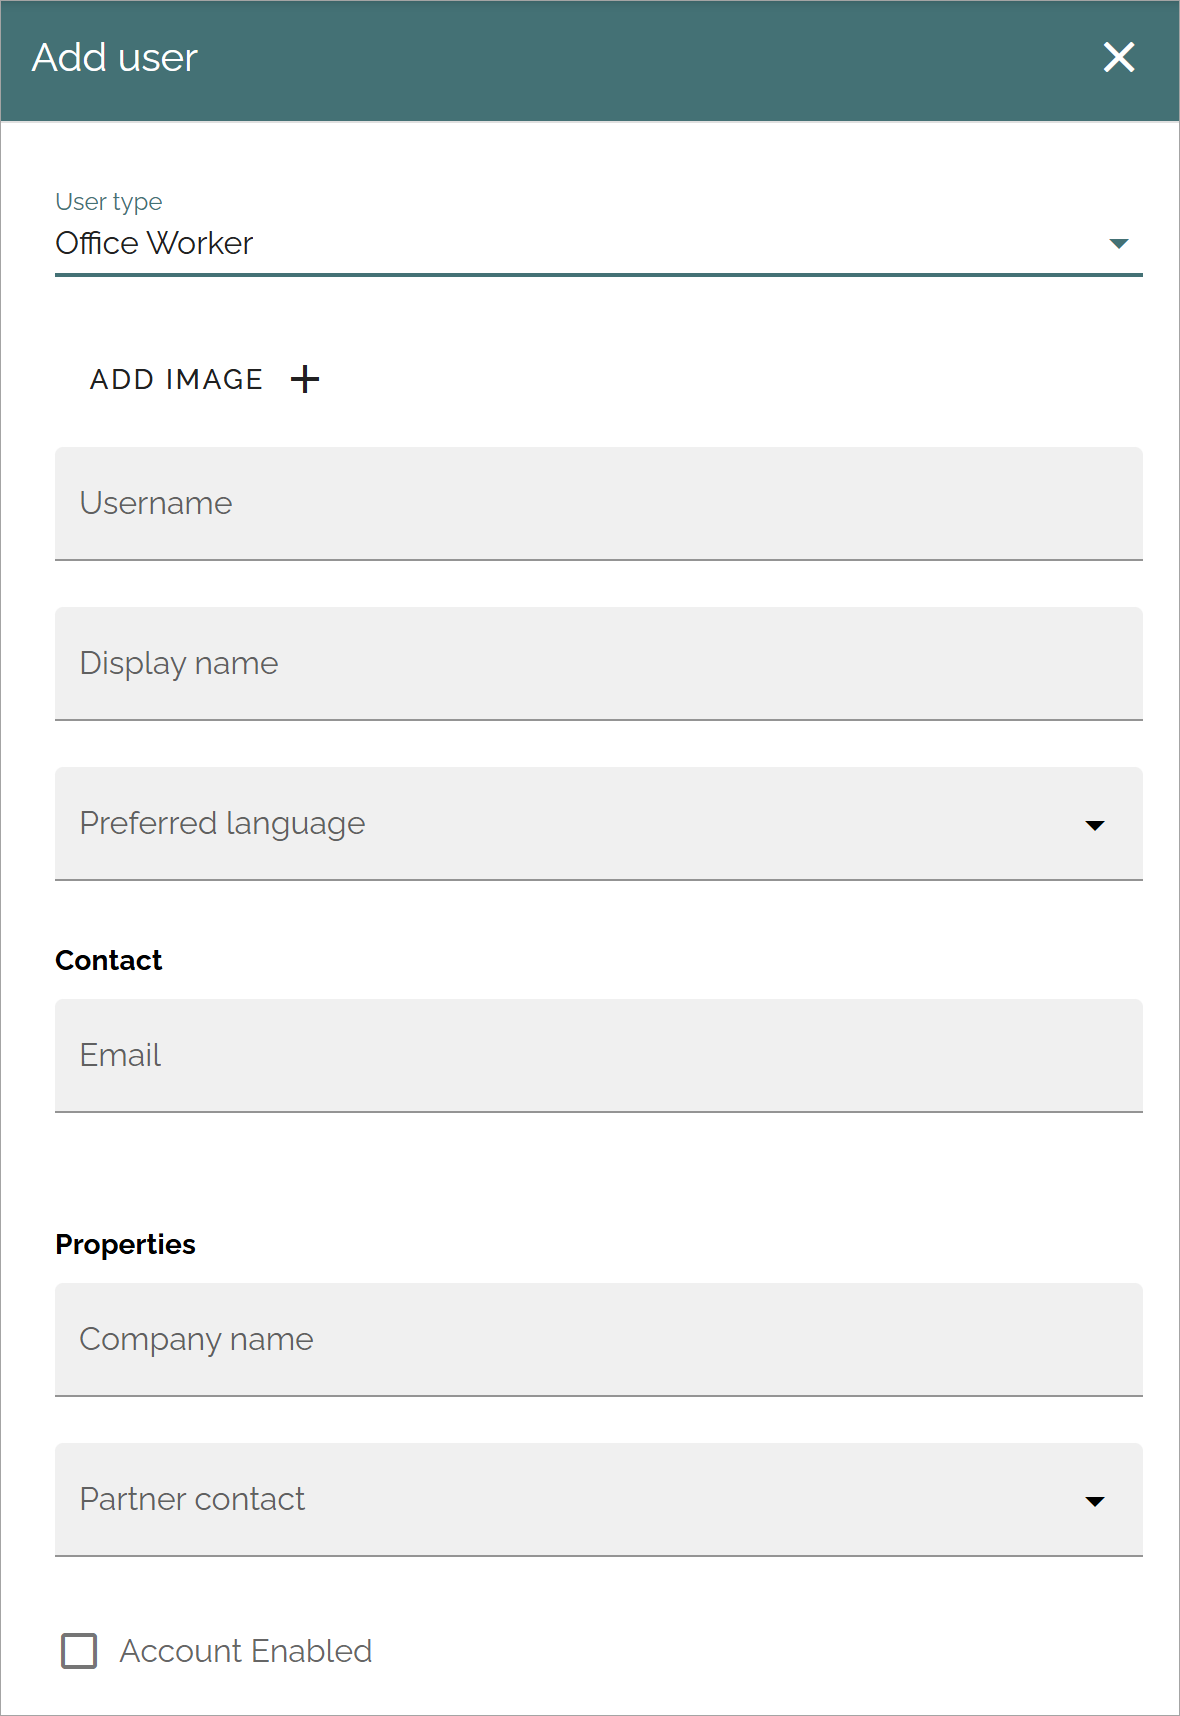 Add user
User type
Office Worker
ADD IMAGE
Username
Display name
Preferred language
Contact
Email
Properties
Company name
Partner contact
Account Enabled